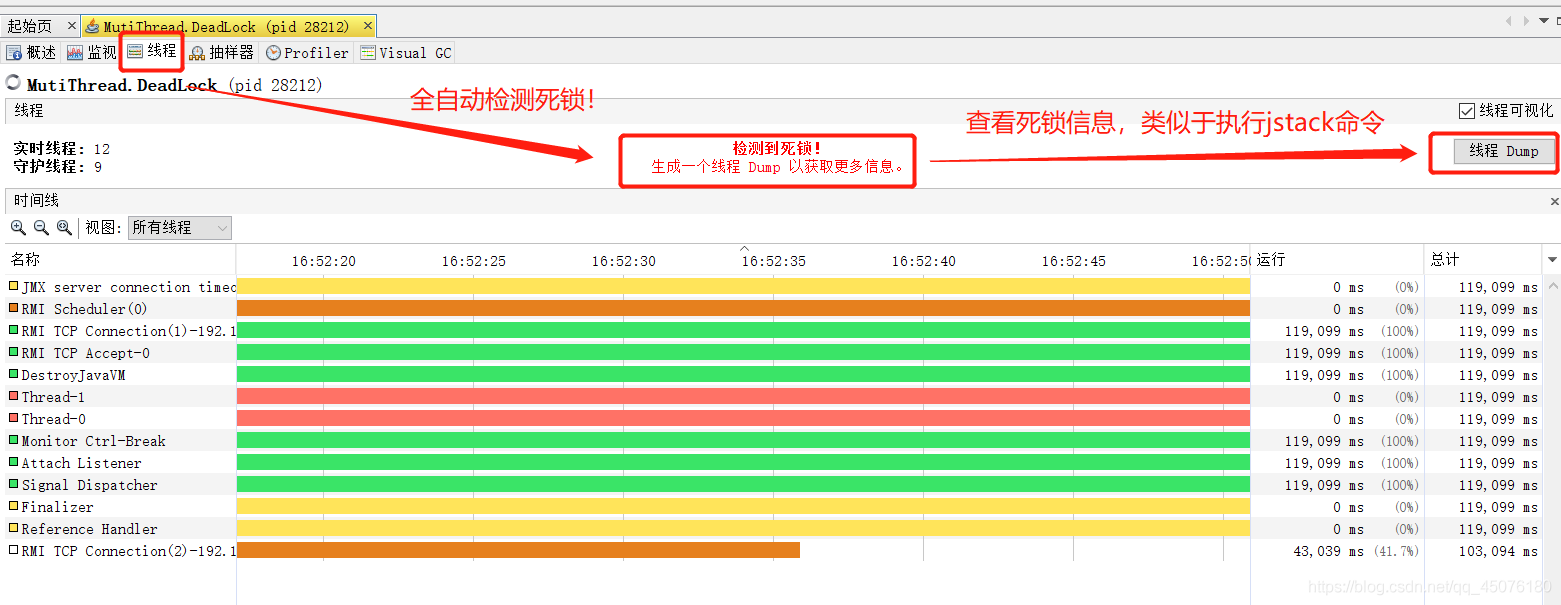 起始页 × MutiThread.DeadLock (pid 28212) ×
概述 监视 线程 抽样器 Profiler Visual GC
MutiThread.DeadLock (pid 28212)
全自动检测死锁！
线程
线程可视化
查看死锁信息，类似于执行jstack命令
实时线程: 12
守护线程: 9
检测到死锁！
生成一个线程 Dump 以获取更多信息。
线程 Dump
时间线 ×
视图: 所有线程
名称 16:52:20 16:52:25 16:52:30 16:52:35 16:52:40 16:52:45 16:52:50 运行 总计
JMX server connection timeo 0 ms (0%) 119,099 ms
RMI Scheduler(0) 0 ms (0%) 119,099 ms
RMI TCP Connection(1)-192.1 119,099 ms (100%) 119,099 ms
RMI TCP Accept-0 119,099 ms (100%) 119,099 ms
DestroyJavaVM 119,099 ms (100%) 119,099 ms
Thread-1 0 ms (0%) 119,099 ms
Thread-0 0 ms (0%) 119,099 ms
Monitor Ctrl-Break 119,099 ms (100%) 119,099 ms
Attach Listener 119,099 ms (100%) 119,099 ms
Signal Dispatcher 119,099 ms (100%) 119,099 ms
Finalizer 0 ms (0%) 119,099 ms
Reference Handler 0 ms (0%) 119,099 ms
RMI TCP Connection(2)-192.1 43,039 ms (41.7%) 103,094 ms
https://blog.csdn.net/qq_45076180